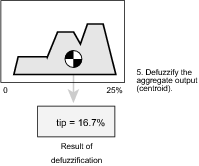 5. Defuzzify the
aggregate output
(centroid).
0
25%
tip = 16.7%
Result of
defuzzification